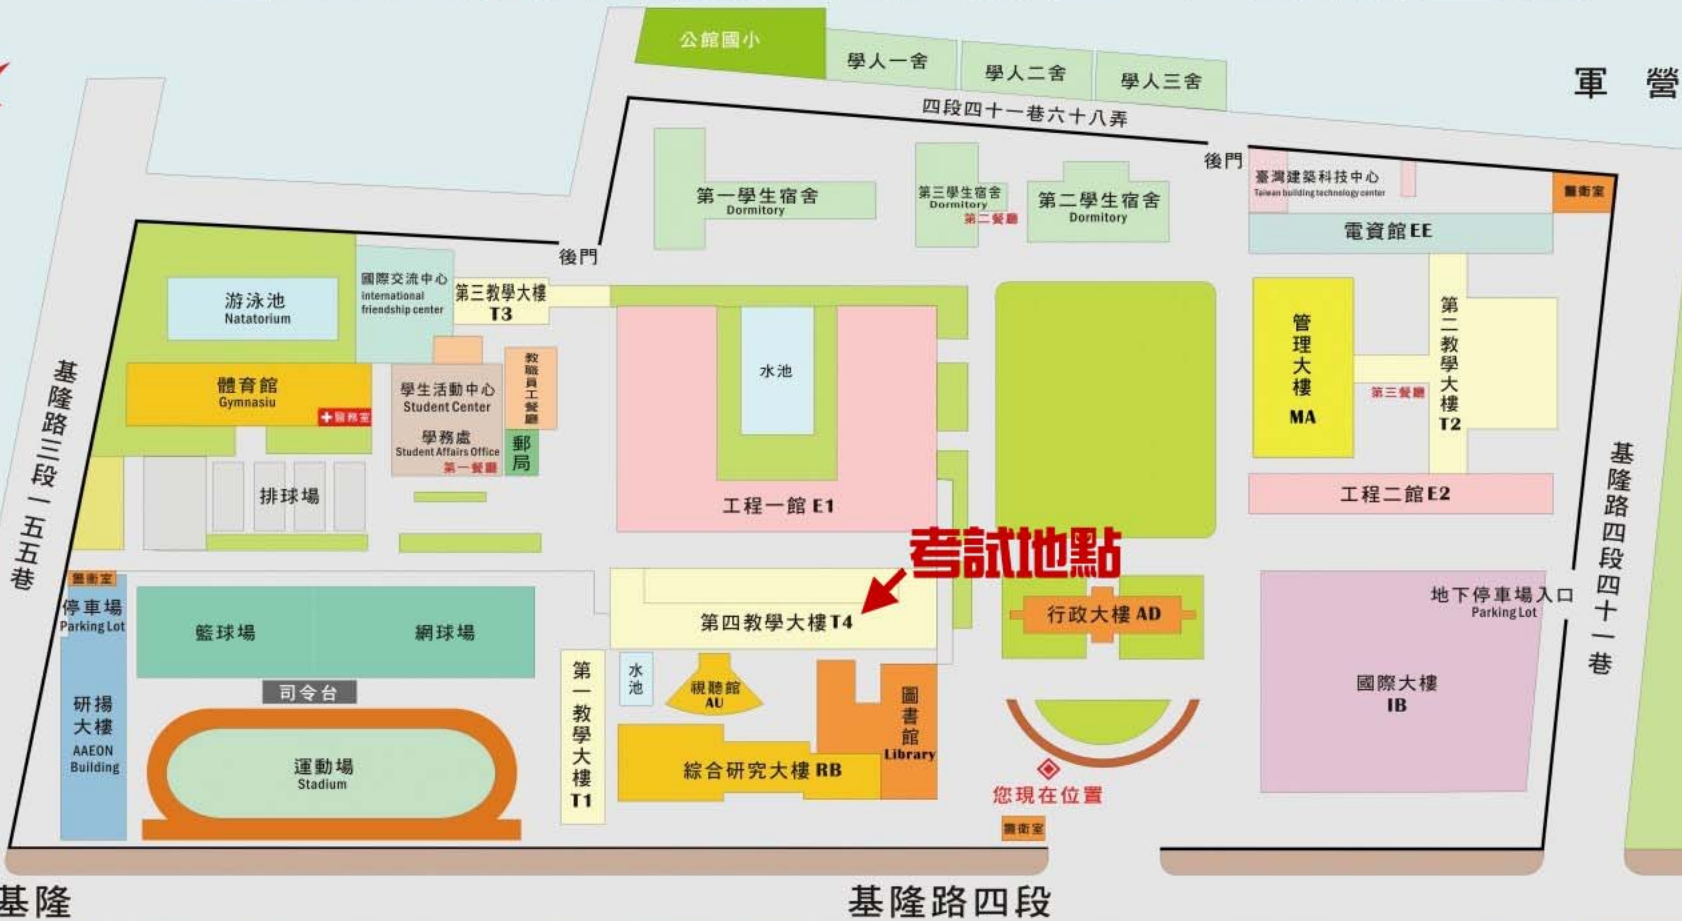 公館國小
學人一舍
學人二舍
學人三舍
軍 營
四段四十一巷六十八弄
後門
第一學生宿舍
Dormitory
第三學生宿舍
Dormitory
第二餐廳
第二學生宿舍
Dormitory
臺灣建築科技中心
Taiwan building technology center
警衛室
電資館EE
後門
游泳池
Natatorium
國際交流中心
international
friendship center
第三教學大樓
T3
水池
管理大樓
MA
第二教學大樓
T2
第三餐廳
體育館
Gymnasiu
醫務室
學生活動中心
Student Center
學務處
Student Affairs Office
第一餐廳
教職員工餐廳
郵局
基隆路三段一五五巷
排球場
工程一館 E1
工程二館 E2
基隆路四段四十一巷
考試地點
警衛室
停車場
Parking Lot
籃球場
網球場
第四教學大樓T4
行政大樓 AD
地下停車場入口
Parking Lot
司令台
研揚
大樓
AAEON
Building
運動場
Stadium
第一教學大樓
T1
水池
視聽館
AU
圖書館
Library
綜合研究大樓 RB
國際大樓
IB
您現在位置
警衛室
基隆
基隆路四段